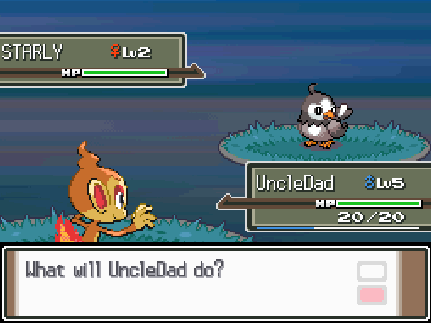 STARLY ♀Lv2
HP
UncleDad ♂Lv5
HP
20/20
What will UncleDad do?